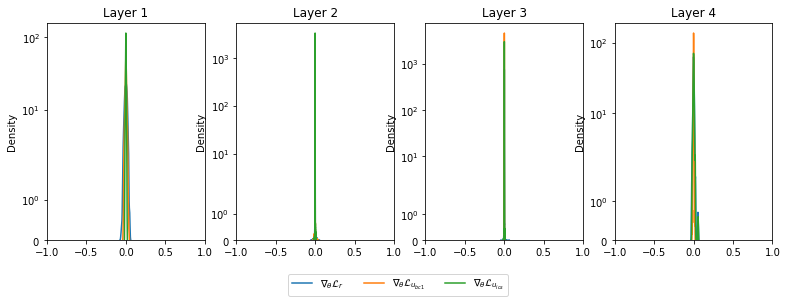 Layer 1 Layer 2 Layer 3 Layer 4
Density Density Density Density
10² 10³ 10³ 10²
10¹ 10² 10² 10¹
10⁰ 10¹ 10¹ 10⁰
0 10⁰ 10⁰ 0
0 0
−1.0 −0.5 0.0 0.5 1.0 −1.0 −0.5 0.0 0.5 1.0 −1.0 −0.5 0.0 0.5 1.0 −1.0 −0.5 0.0 0.5 1.0
∇θℒr ∇θℒu_bc1 ∇θℒu_ics